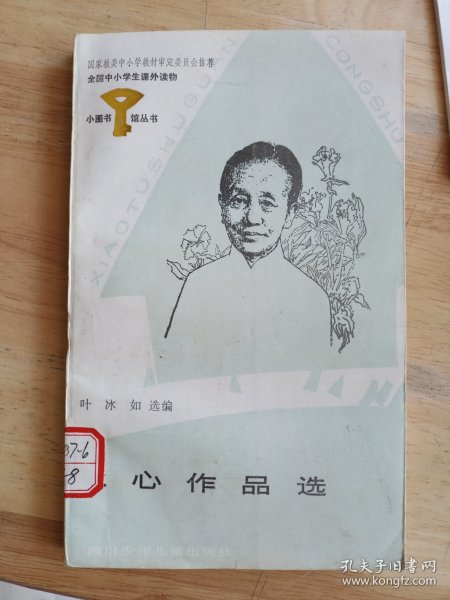 国家教委中小学教材审定委员会推荐
全国中小学生课外读物
小图书 馆丛书
XIAOTUSHUGUAN CONGSHU
叶冰如选编
37-6
-8
心作品选
四川少年儿童出版社
孔夫子旧书网
www.kongfz.com